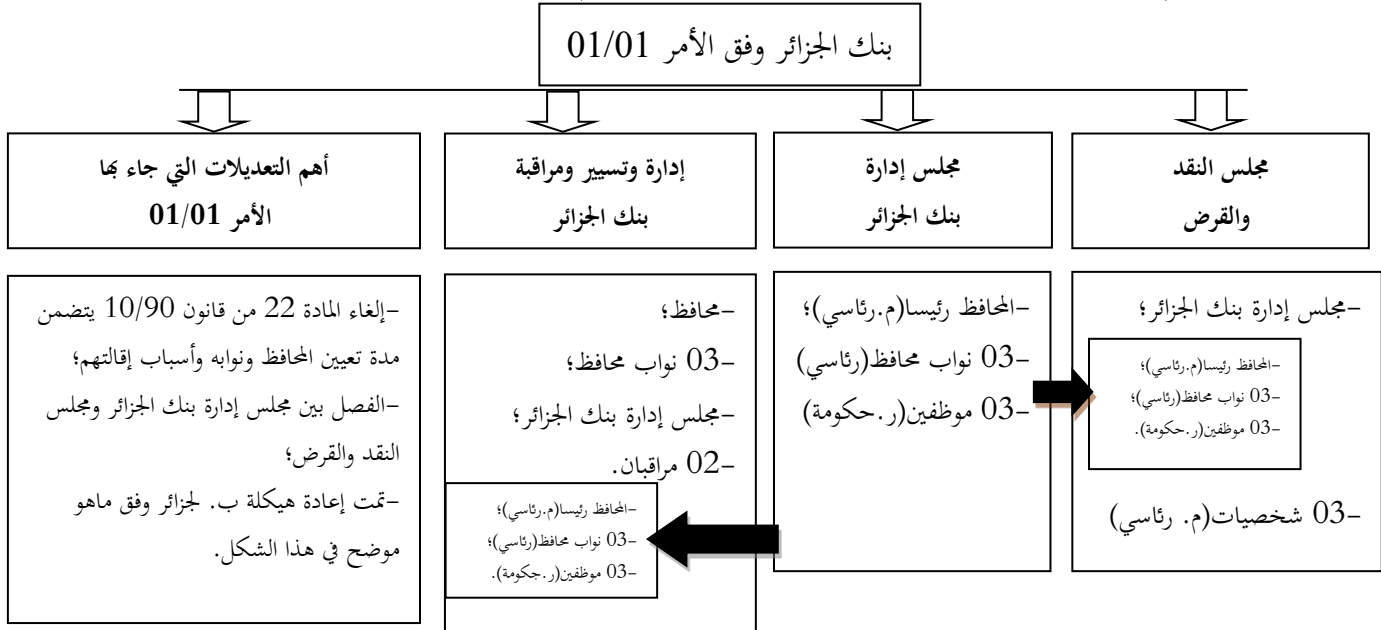 بنك الجزائر وفق الأمر 01/01
مجلس النقد
والقرض
مجلس إدارة
بنك الجزائر
إدارة وتسيير ومراقبة
بنك الجزائر
أهم التعديلات التي جاء بها
الأمر 01/01
-مجلس إدارة بنك الجزائر؛
-المحافظ رئيسا(م.رئاسي)؛
-03 نواب محافظ(رئاسي)؛
-03 موظفين(ر.حكومة).
-03 شخصيات(م. رئاسي)
-المحافظ رئيسا(م.رئاسي)؛
-03 نواب محافظ(رئاسي)
-03 موظفين(ر.حكومة)
-محافظ؛
-03 نواب محافظ؛
-مجلس إدارة بنك الجزائر؛
-02 مراقبان.
-المحافظ رئيسا(م.رئاسي)؛
-03 نواب محافظ(رئاسي)؛
-03 موظفين(ر.جكومة).
-إلغاء المادة 22 من قانون 10/90 يتضمن
مدة تعيين المحافظ ونوابه وأسباب إقالتهم؛
-الفصل بين مجلس إدارة بنك الجزائر ومجلس
النقد والقرض؛
-تمت إعادة هيكلة ب. لجزائر وفق ماهو
موضح في هذا الشكل.